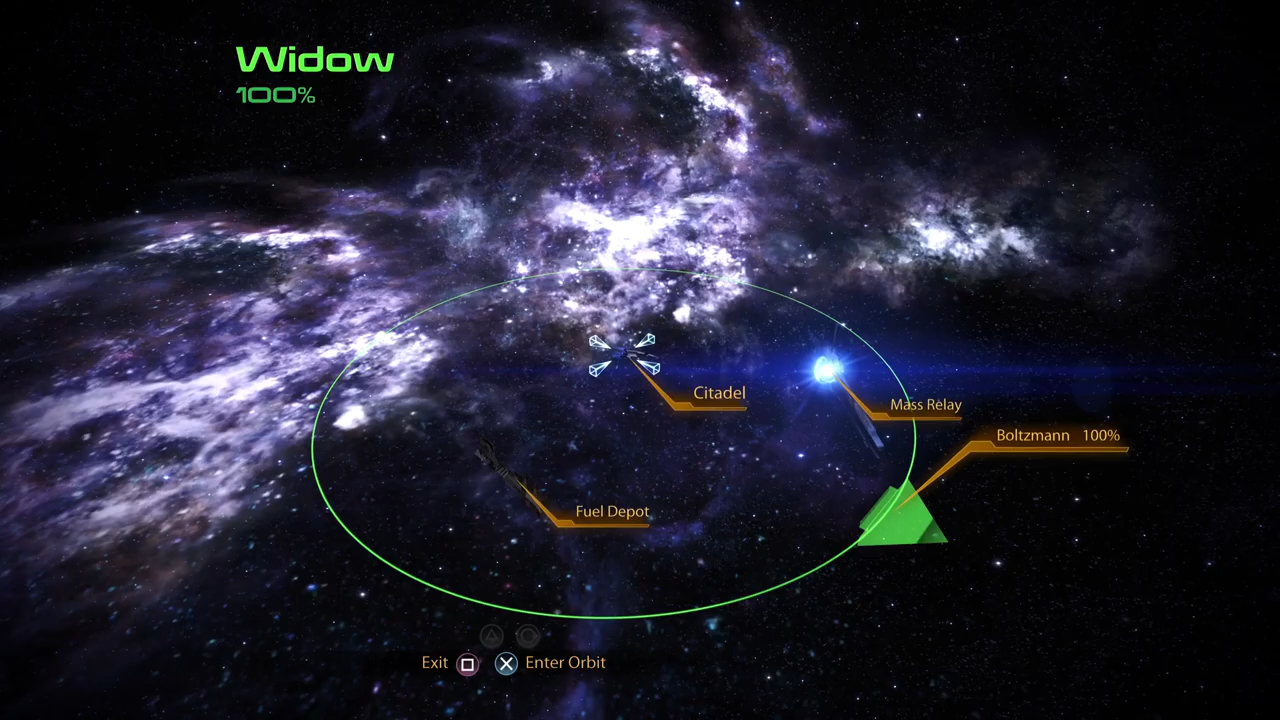 Widow
100%
Citadel
Mass Relay
Boltzmann 100%
Fuel Depot
Exit Enter Orbit